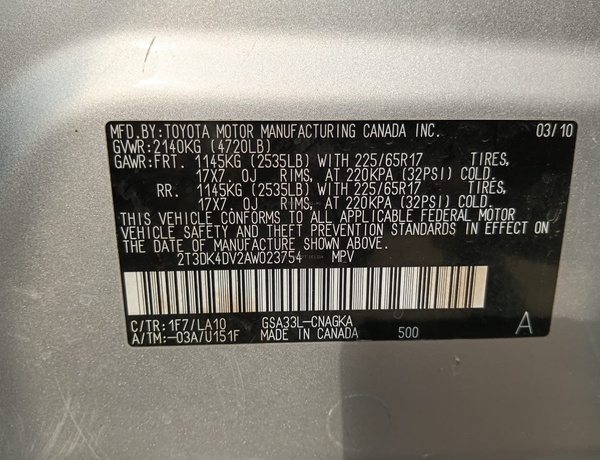 MFD.BY:TOYOTA MOTOR MANUFACTURING CANADA INC. 03/10
GVWR:2140KG (4720LB)
GAWR:FRT. 1145KG (2535LB) WITH 225/65R17 TIRES,
17X7. 0J RIMS, AT 220KPA (32PSI) COLD.
RR. 1145KG (2535LB) WITH 225/65R17 TIRES,
17X7. 0J RIMS, AT 220KPA (32PSI) COLD.
THIS VEHICLE CONFORMS TO ALL APPLICABLE FEDERAL MOTOR
VEHICLE SAFETY AND THEFT PREVENTION STANDARDS IN EFFECT ON
THE DATE OF MANUFACTURE SHOWN ABOVE.
2T3DK4DV2AW023754 MPV
C/TR:1F7/LA10 GSA33L-CNAGKA
A/TM:-03A/U151F MADE IN CANADA 500 A